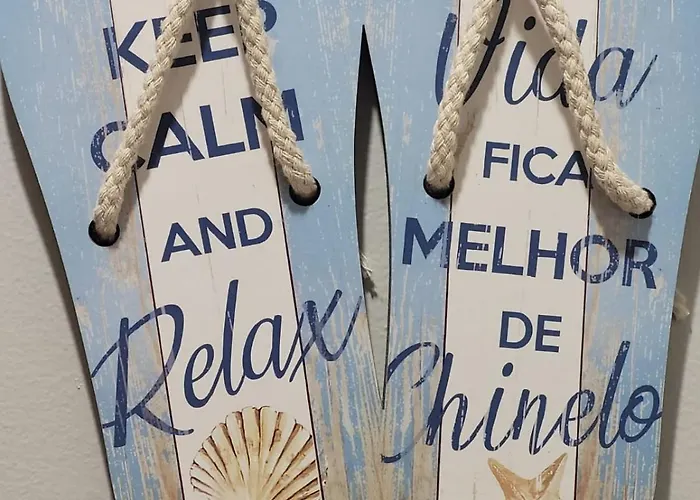 KEEP
CALM
AND
Relax
Vida
FICA
MELHOR
DE
Chinelo